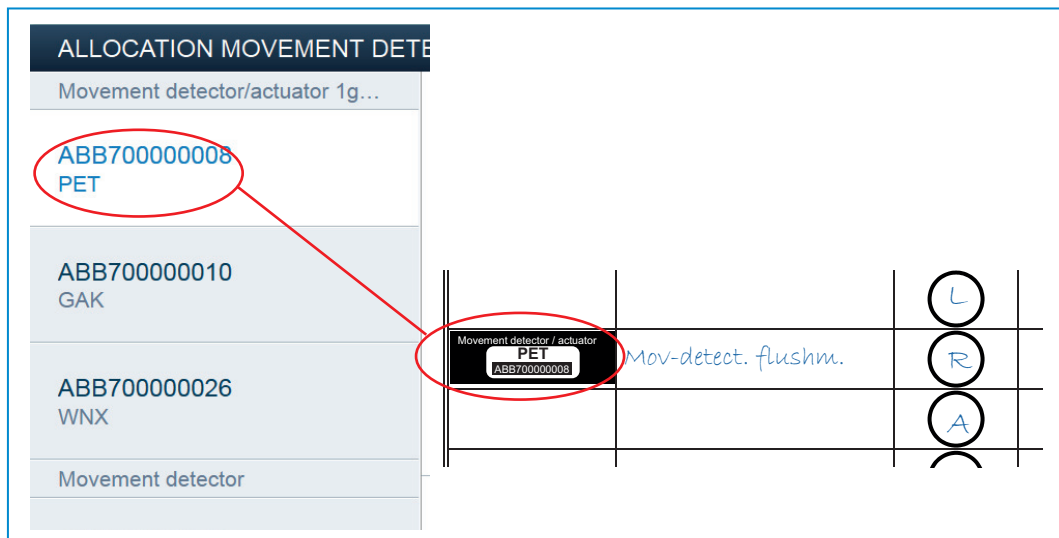 ALLOCATION MOVEMENT DETE
Movement detector/actuator 1g...
ABB700000008
PET
ABB700000010
GAK
ABB700000026
WNX
Movement detector
L
Movement detector / actuator
PET
ABB700000008
Mov-detect. flushm.
R
A